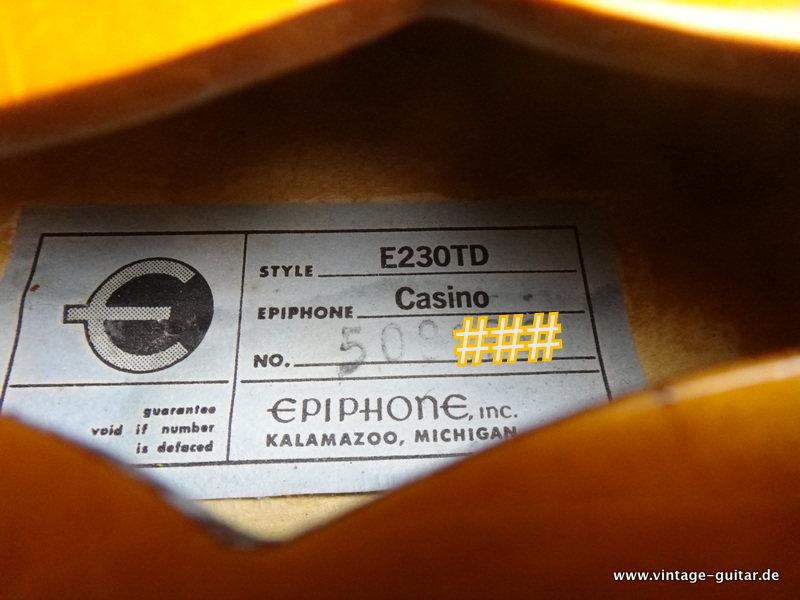 STYLE E230TD
EPIPHONE Casino
NO. 509###
guarantee
void if number
is defaced
EPIPHONE, INC.
KALAMAZOO, MICHIGAN
www.vintage-guitar.de